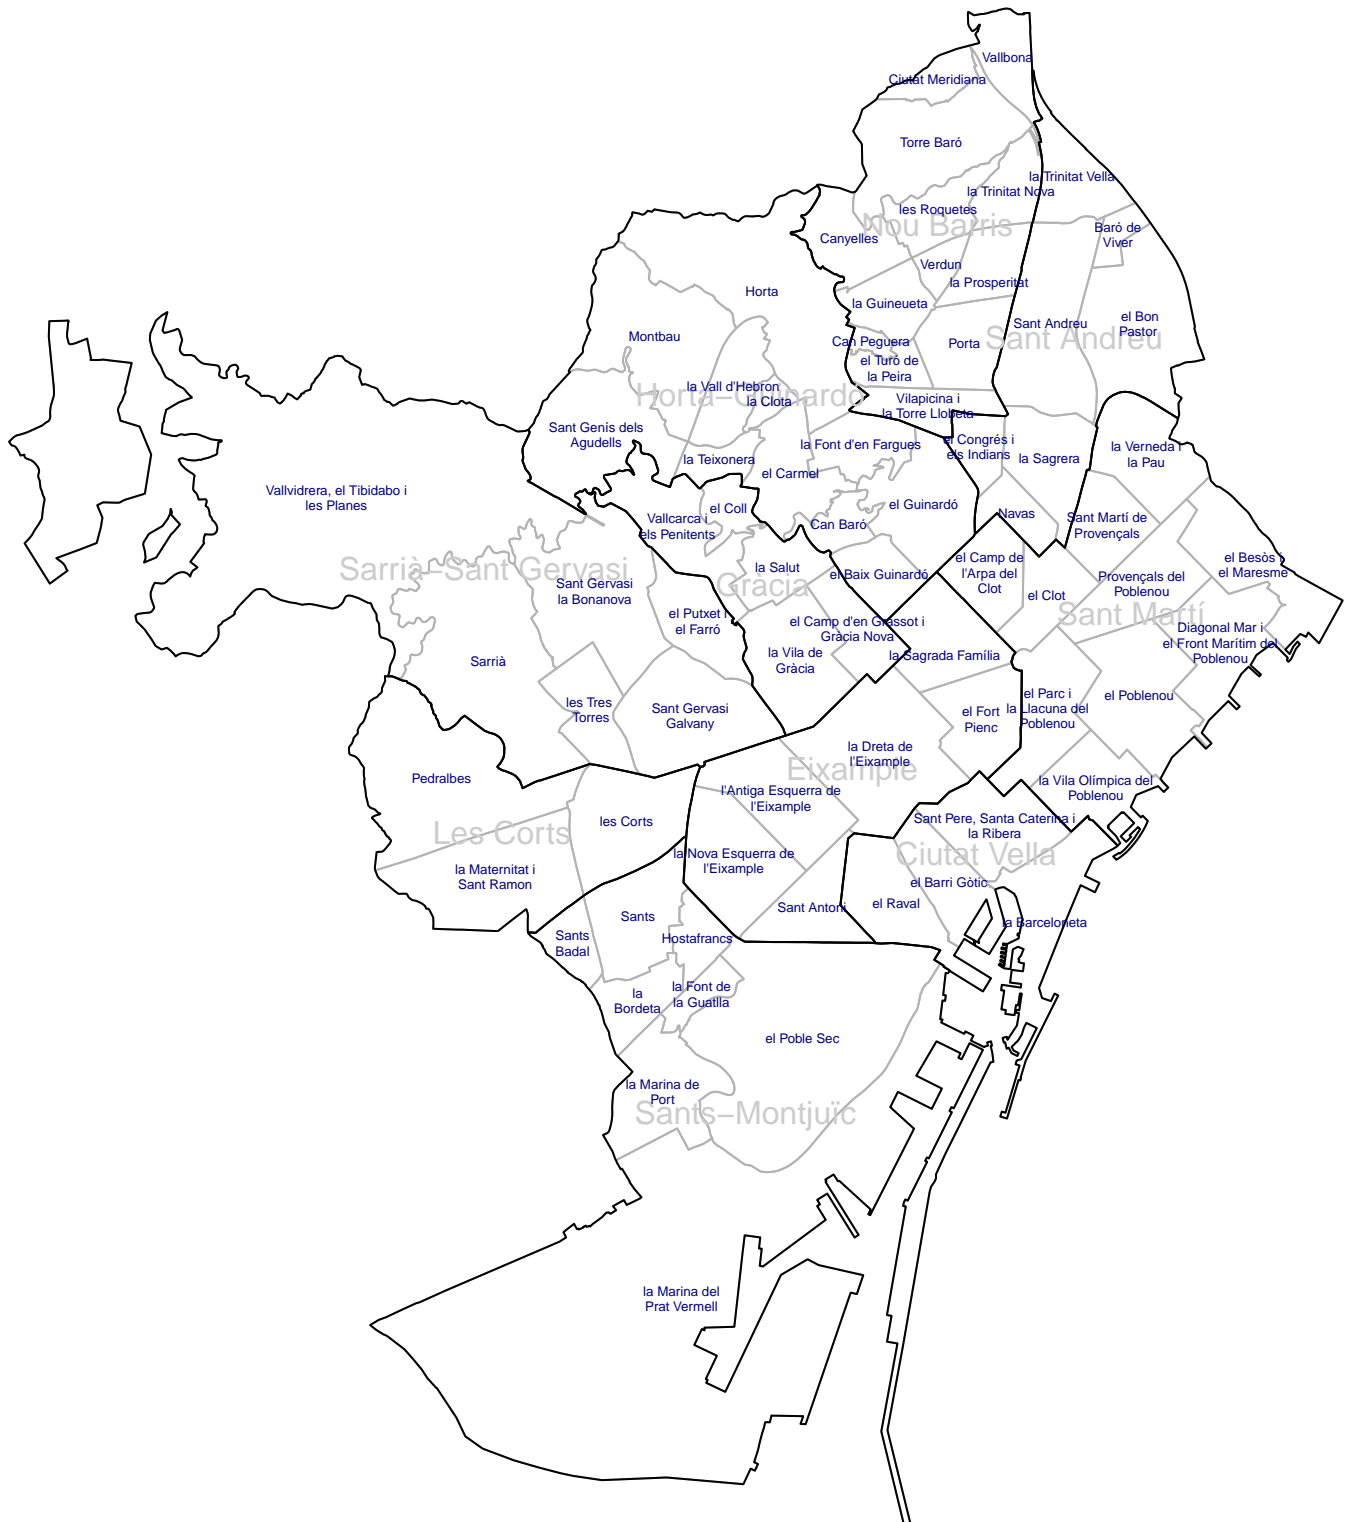 Vallbona
Ciutat Meridiana
Torre Baró
la Trinitat Vella
la Trinitat Nova
les Roquetes
Nou Barris
Canyelles
Baró de
Viver
Verdun
la Prosperitat
Horta
la Guineueta
el Bon
Pastor
Sant Andreu
Sant Andreu
Montbau
Can Peguera
Porta
el Turó de
la Peira
la Vall d'Hebron
la Clota
Horta–Guinardó
Vilapicina i
la Torre Llobeta
Sant Genís dels
Agudells
la Font d'en Fargues
el Congrés i
els Indians
la Sagrera
la Verneda i
la Pau
la Teixonera
el Carmel
Vallvidrera, el Tibidabo i
les Planes
el Coll
el Guinardó
Vallcarca i
els Penitents
Can Baró
Navas
Sant Martí de
Provençals
Sarrià–Sant Gervasi
la Salut
Gràcia
el Baix Guinardó
el Camp de
l'Arpa del
Clot
el Besòs i
el Maresme
Sant Gervasi
la Bonanova
el Clot
Provençals del
Poblenou
Sant Martí
el Putxet i
el Farró
el Camp d'en Grassot i
Gràcia Nova
Diagonal Mar i
el Front Marítim del
Poblenou
Sarrià
la Vila de
Gràcia
la Sagrada Família
les Tres
Torres
Sant Gervasi
Galvany
el Fort
Pienc
el Parc i
la Llacuna del
Poblenou
el Poblenou
Pedralbes
la Dreta de
l'Eixample
Eixample
l'Antiga Esquerra de
l'Eixample
la Vila Olímpica del
Poblenou
les Corts
Les Corts
Sant Pere, Santa Caterina i
la Ribera
Ciutat Vella
la Nova Esquerra de
l'Eixample
la Maternitat i
Sant Ramon
el Barri Gòtic
Sant Antoni
el Raval
la Barceloneta
Sants
Sants
Badal
Hostafrancs
la
Bordeta
la Font de
la Guatlla
el Poble Sec
la Marina de
Port
Sants–Montjuïc
la Marina del
Prat Vermell